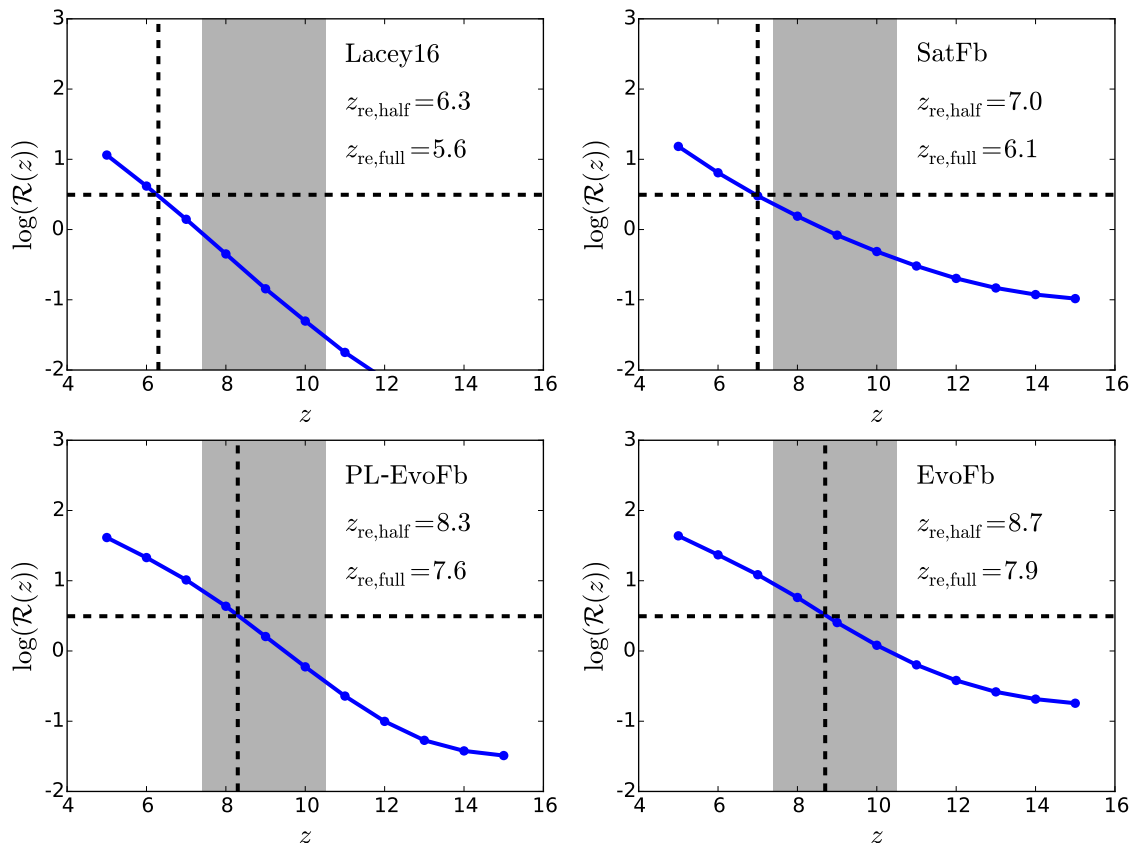 3
2
1
0
-1
-2
log(ℛ(z))
Lacey16
z_re,half=6.3
z_re,full=5.6
4 6 8 10 12 14 16
z
3
2
1
0
-1
-2
log(ℛ(z))
SatFb
z_re,half=7.0
z_re,full=6.1
4 6 8 10 12 14 16
z
3
2
1
0
-1
-2
log(ℛ(z))
PL-EvoFb
z_re,half=8.3
z_re,full=7.6
4 6 8 10 12 14 16
z
3
2
1
0
-1
-2
log(ℛ(z))
EvoFb
z_re,half=8.7
z_re,full=7.9
4 6 8 10 12 14 16
z